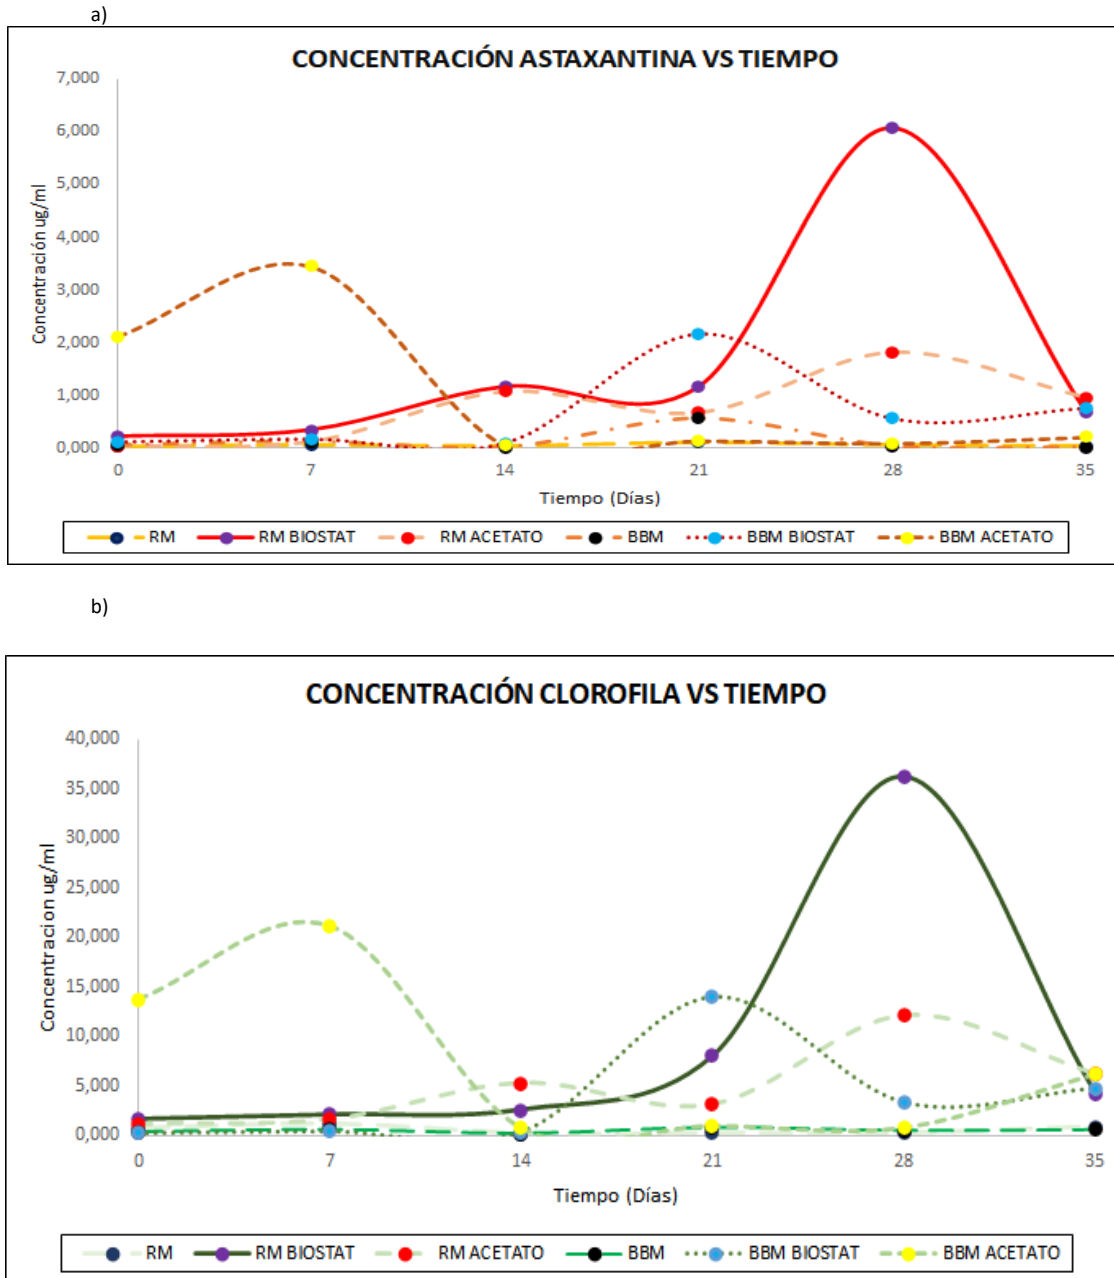 a)
CONCENTRACIÓN ASTAXANTINA VS TIEMPO
7,000
6,000
5,000
4,000
3,000
2,000
1,000
0,000
Concentración ug/ml
0 7 14 21 28 35
Tiempo (Días)
RM RM BIOSTAT RM ACETATO BBM BBM BIOSTAT BBM ACETATO
b)
CONCENTRACIÓN CLOROFILA VS TIEMPO
40,000
35,000
30,000
25,000
20,000
15,000
10,000
5,000
0,000
Concentracion ug/ml
0 7 14 21 28 35
Tiempo (Días)
RM RM BIOSTAT RM ACETATO BBM BBM BIOSTAT BBM ACETATO